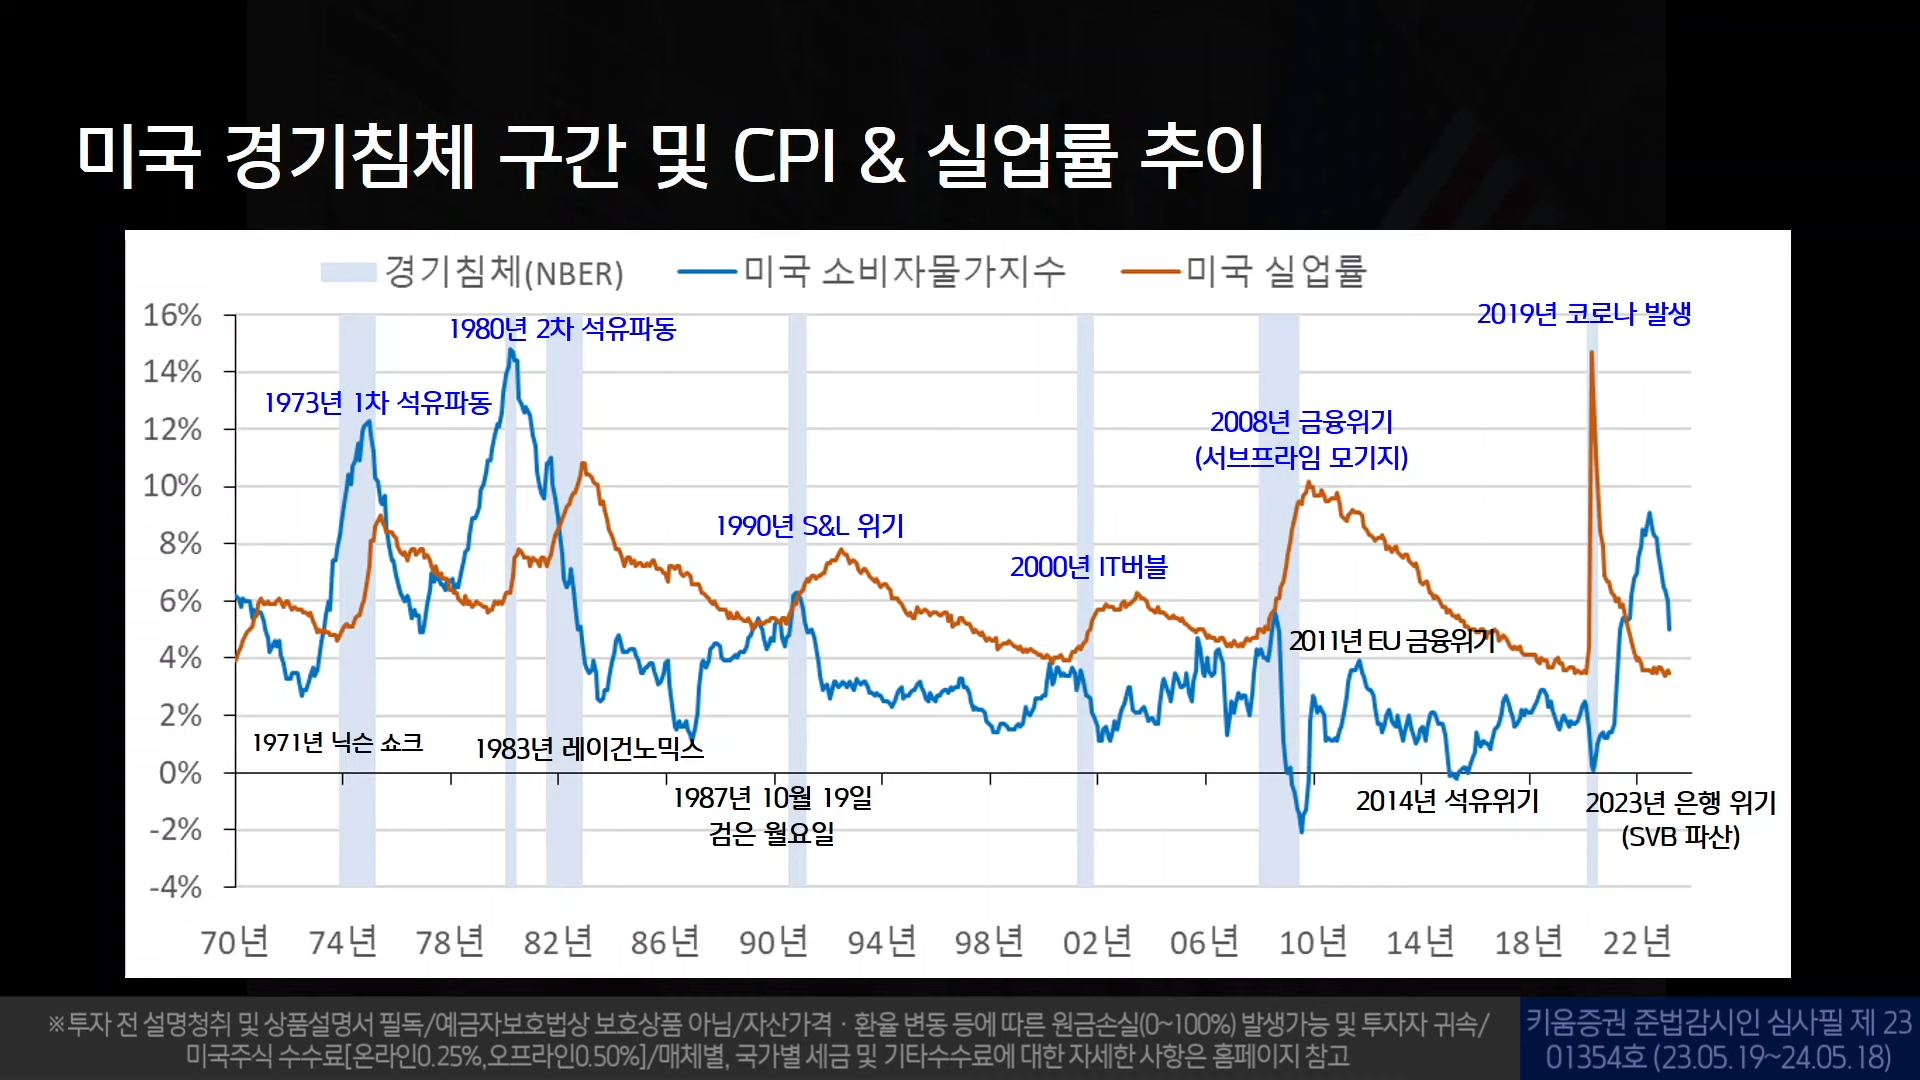 미국 경기침체 구간 및 CPI & 실업률 추이
경기침체(NBER) 미국 소비자물가지수 미국 실업률
16%
14%
12%
10%
8%
6%
4%
2%
0%
-2%
-4%
1980년 2차 석유파동
2019년 코로나 발생
1973년 1차 석유파동
2008년 금융위기
(서브프라임 모기지)
1990년 S&L 위기
2000년 IT버블
2011년 EU 금융위기
1971년 닉슨 쇼크
1983년 레이건노믹스
1987년 10월 19일
검은 월요일
2014년 석유위기
2023년 은행 위기
(SVB 파산)
70년 74년 78년 82년 86년 90년 94년 98년 02년 06년 10년 14년 18년 22년
※투자 전 설명청취 및 상품설명서 필독/예금자보호법상 보호상품 아님/자산가격 · 환율 변동 등에 따른 원금손실(0~100%) 발생가능 및 투자자 귀속/
미국주식 수수료[온라인0.25%,오프라인0.50%]/매체별, 국가별 세금 및 기타수수료에 대한 자세한 사항은 홈페이지 참고
키움증권 준법감시인 심사필 제 23
01354호 (23.05.19~24.05.18)